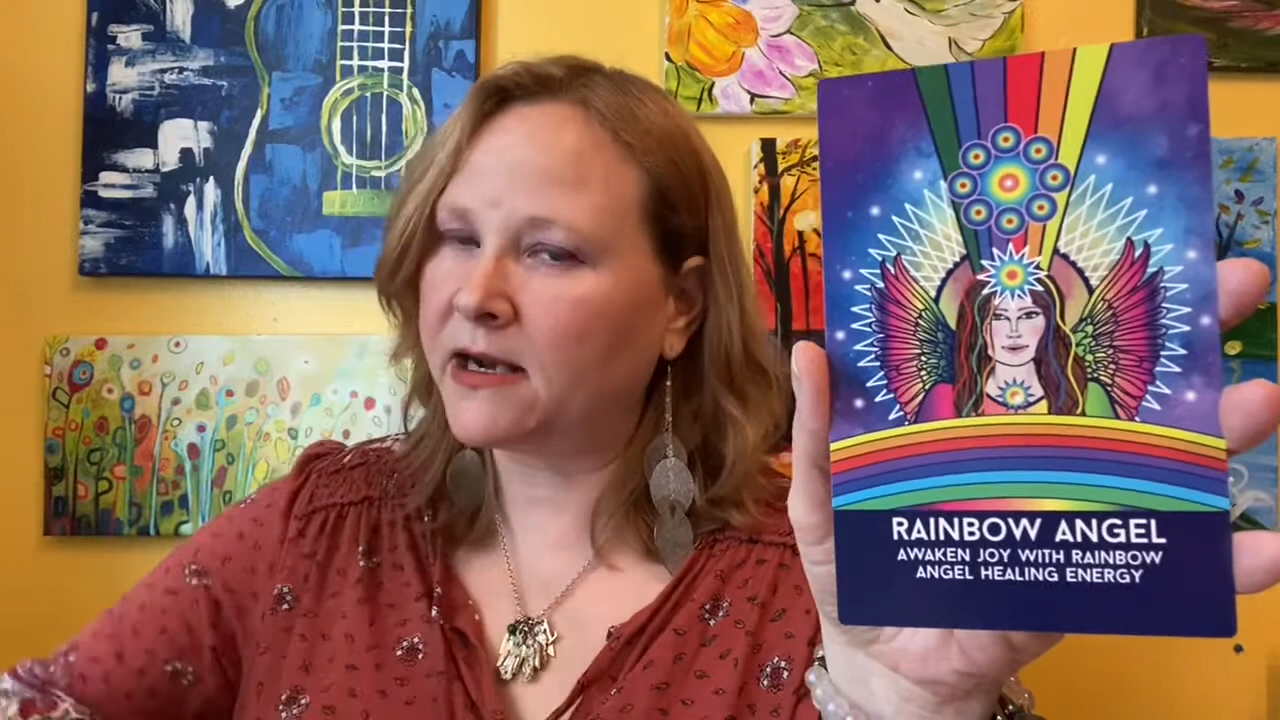 RAINBOW ANGEL
AWAKEN JOY WITH RAINBOW
ANGEL HEALING ENERGY